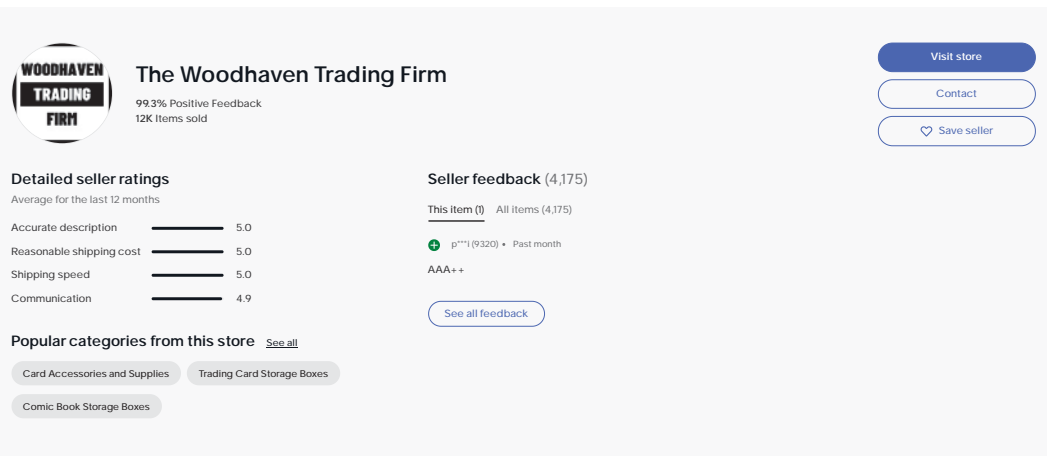 WOODHAVEN
TRADING
FIRM
The Woodhaven Trading Firm
99.3% Positive Feedback
12K Items sold
Visit store
Contact
Save seller
Detailed seller ratings
Average for the last 12 months
Accurate description 5.0
Reasonable shipping cost 5.0
Shipping speed 5.0
Communication 4.9
Popular categories from this store See all
Card Accessories and Supplies Trading Card Storage Boxes
Comic Book Storage Boxes
Seller feedback (4,175)
This item (1) All items (4,175)
p***i (9320) • Past month
AAA++
See all feedback